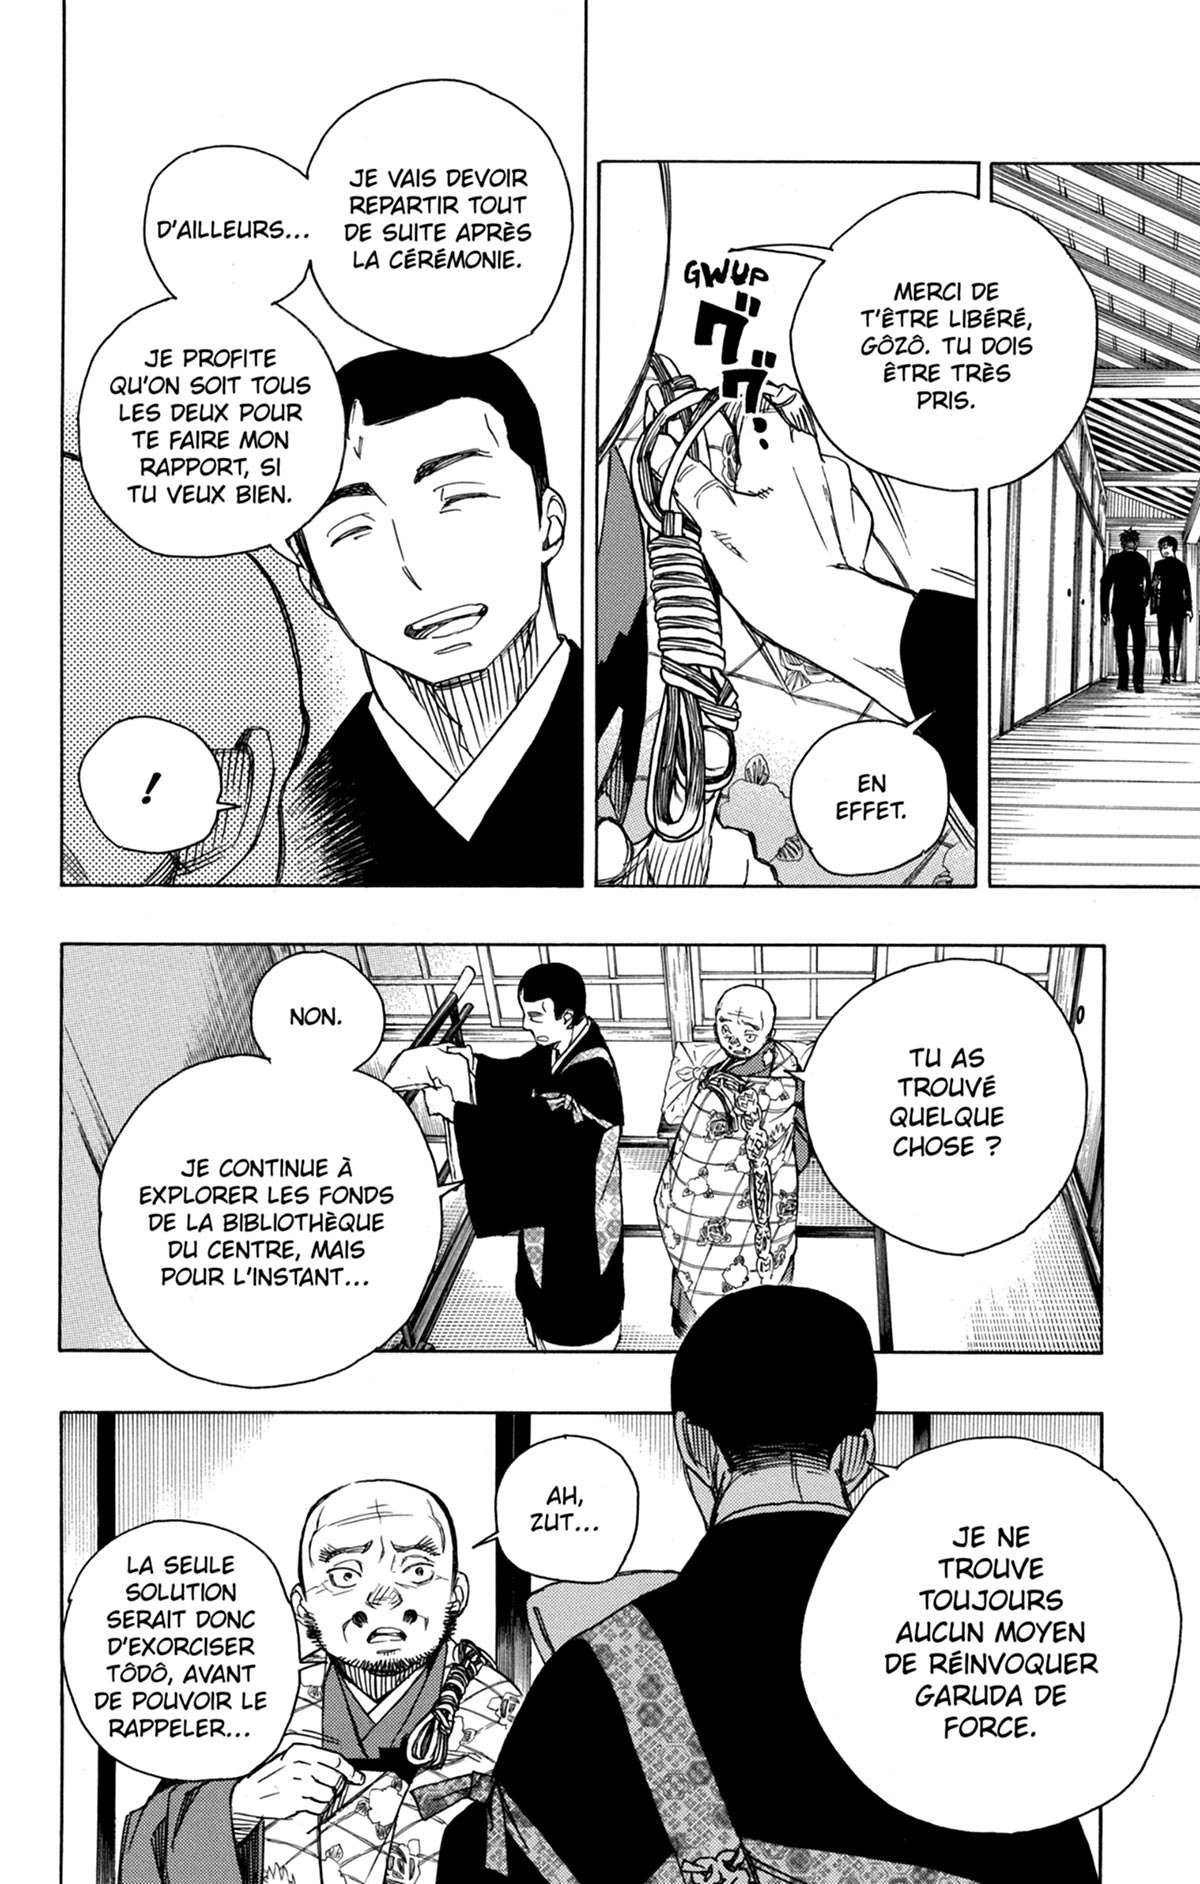 MERCI DE
T'ÊTRE LIBÉRÉ,
GÔZÔ. TU DOIS
ÊTRE TRÈS
PRIS.
GWUP
グ
グ
EN
EFFET.
JE VAIS DEVOIR
REPARTIR TOUT
DE SUITE APRÈS
LA CÉRÉMONIE.
D'AILLEURS...
JE PROFITE
QU'ON SOIT TOUS
LES DEUX POUR
TE FAIRE MON
RAPPORT, SI
TU VEUX BIEN.
!
TU AS
TROUVÉ
QUELQUE
CHOSE ?
NON.
JE CONTINUE À
EXPLORER LES FONDS
DE LA BIBLIOTHÈQUE
DU CENTRE, MAIS
POUR L'INSTANT...
JE NE
TROUVE
TOUJOURS
AUCUN MOYEN
DE RÉINVOQUER
GARUDA DE
FORCE.
AH,
ZUT...
LA SEULE
SOLUTION
SERAIT DONC
D'EXORCISER
TÔDÔ, AVANT
DE POUVOIR LE
RAPPELER...